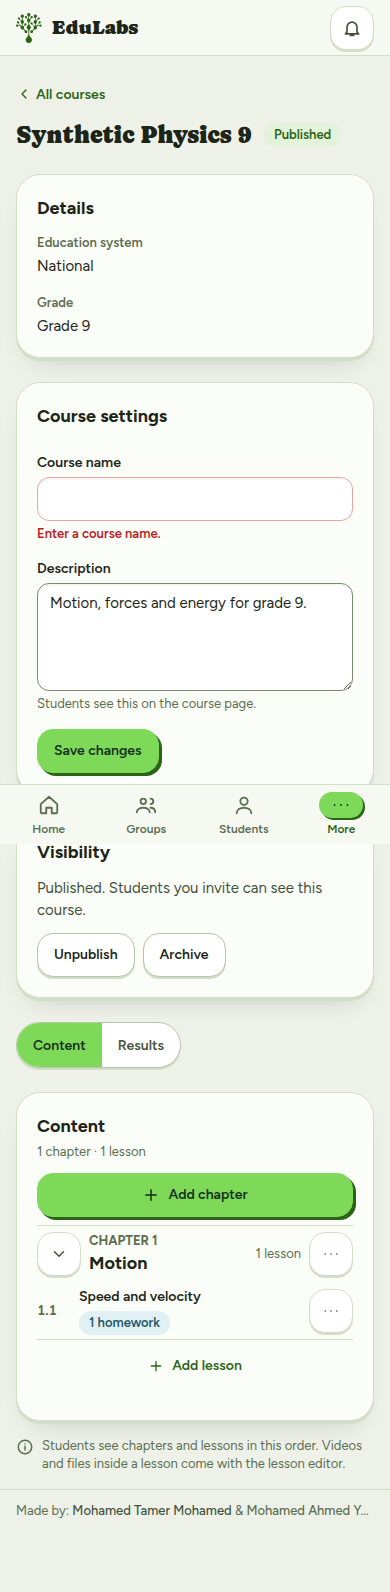 EduLabs
All courses
Synthetic Physics 9
Published
Details
Education system
National
Grade
Grade 9
Course settings
Course name
Enter a course name.
Description
Motion, forces and energy for grade 9.
Students see this on the course page.
Save changes
Home
Groups
Students
More
Visibility
Published. Students you invite can see this
course.
Unpublish
Archive
Content
Results
Content
1 chapter · 1 lesson
Add chapter
CHAPTER 1
Motion
1 lesson
1.1
Speed and velocity
1 homework
Add lesson
Students see chapters and lessons in this order. Videos
and files inside a lesson come with the lesson editor.
Made by: Mohamed Tamer Mohamed & Mohamed Ahmed Y...